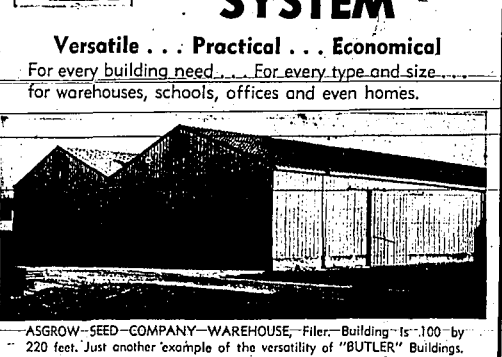 SYSTEM
Versatile . . . Practical . . . Economical
For every building need . . . For every type and size . . .
for warehouses, schools, offices and even homes.
ASGROW SEED COMPANY WAREHOUSE, Filer. Building is 100 by
220 feet. Just another example of the versatility of "BUTLER" Buildings.